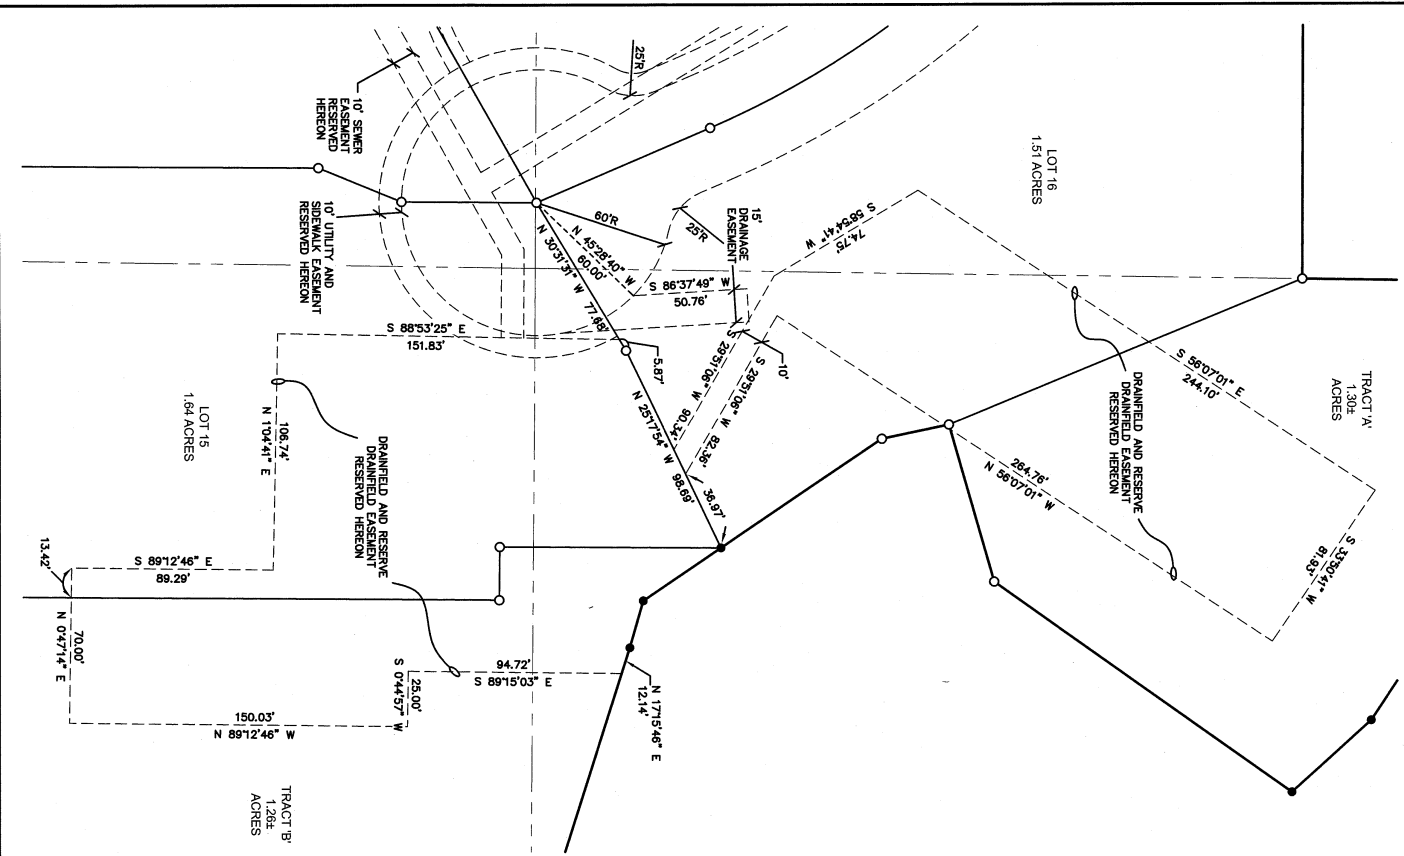 25'R
10' SEWER
EASEMENT
RESERVED
HEREON
LOT 16
1.51 ACRES
10' UTILITY AND
SIDEWALK EASEMENT
RESERVED HEREON
60'R
25'R
15'
DRAINAGE
EASEMENT
S 58°54'41" W
74.75'
N 45°28'40" W
60.00'
N 30°31'31" W 77.68'
S 86°37'49" W
50.76'
S 88°53'25" E
151.83'
5.87'
S 29°51'06" W 90.34'
10'
S 29°51'06" W 82.36'
N 25°17'54" W 98.69'
36.97'
S 56°07'01" E
244.10'
TRACT 'A'
1.30±
ACRES
DRAINFIELD AND RESERVE
DRAINFIELD EASEMENT
RESERVED HEREON
264.76'
N 56°07'01" W
S 33°50'41" W
81.93'
LOT 15
1.64 ACRES
106.74'
N 1°04'41" E
DRAINFIELD AND RESERVE
DRAINFIELD EASEMENT
RESERVED HEREON
13.42'
S 89°12'46" E
89.29'
70.00'
N 0°47'14" E
150.03'
N 89°12'46" W
25.00'
S 0°44'57" W
94.72'
S 89°15'03" E
N 17°15'46" E
12.14'
TRACT 'B'
1.26±
ACRES